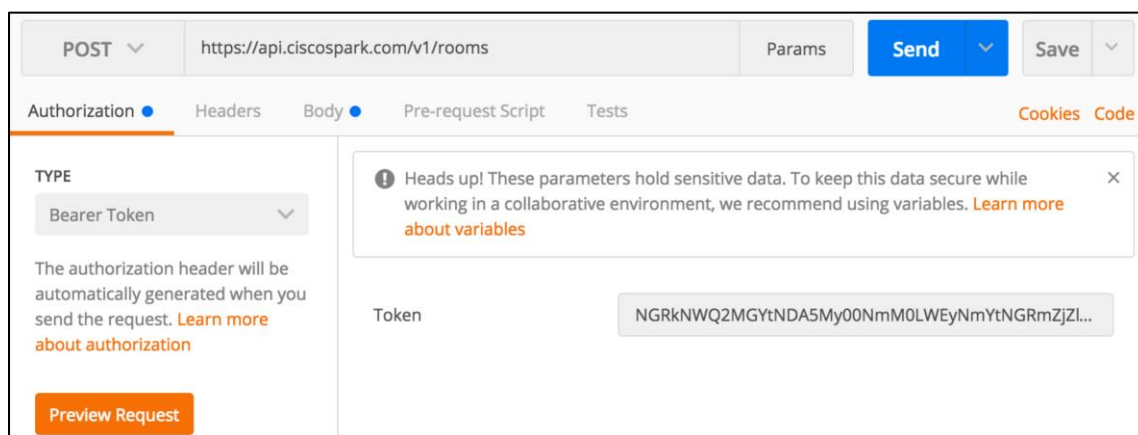 POST https://api.ciscospark.com/v1/rooms Params Send Save
Authorization Headers Body Pre-request Script Tests Cookies Code
TYPE
Bearer Token
The authorization header will be
automatically generated when you
send the request. Learn more
about authorization
Preview Request
Heads up! These parameters hold sensitive data. To keep this data secure while
working in a collaborative environment, we recommend using variables. Learn more
about variables
Token NGRkNWQ2MGYtNDA5My00NmM0LWEyNmYtNGRmZjZl...